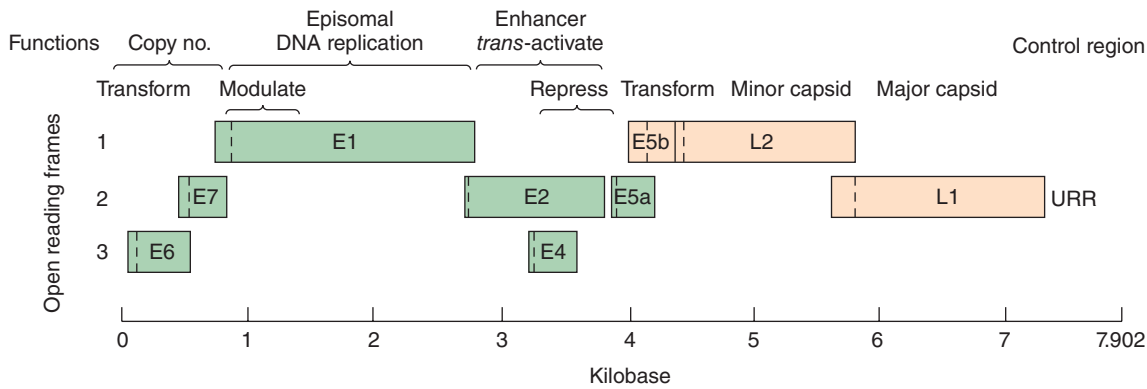 Functions Copy no. Episomal DNA replication Enhancer trans-activate Control region
Transform Modulate Repress Transform Minor capsid Major capsid
Open reading frames
1 E1 E5b L2
2 E7 E2 E5a L1 URR
3 E6 E4
0 1 2 3 4 5 6 7 7.902
Kilobase